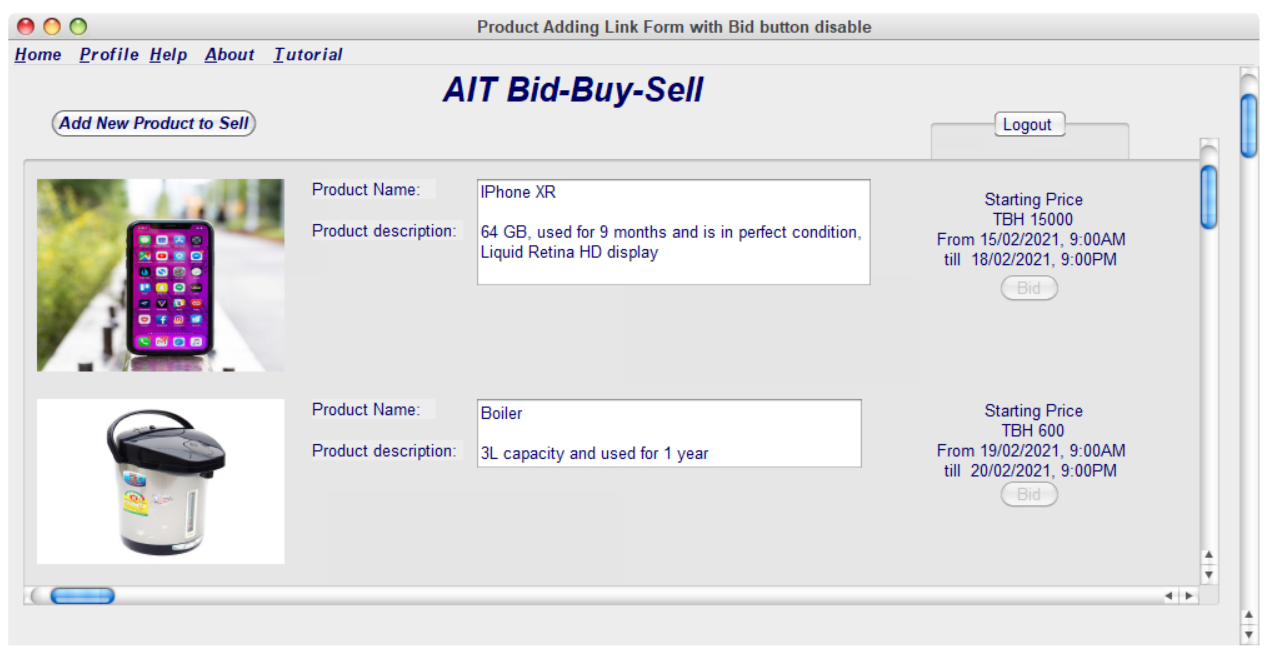 Product Adding Link Form with Bid button disable
Home Profile Help About Tutorial
AIT Bid-Buy-Sell
Add New Product to Sell
Logout
Product Name:
IPhone XR
Product description:
64 GB, used for 9 months and is in perfect condition,
Liquid Retina HD display
Starting Price
TBH 15000
From 15/02/2021, 9:00AM
till 18/02/2021, 9:00PM
Bid
Product Name:
Boiler
Product description:
3L capacity and used for 1 year
Starting Price
TBH 600
From 19/02/2021, 9:00AM
till 20/02/2021, 9:00PM
Bid